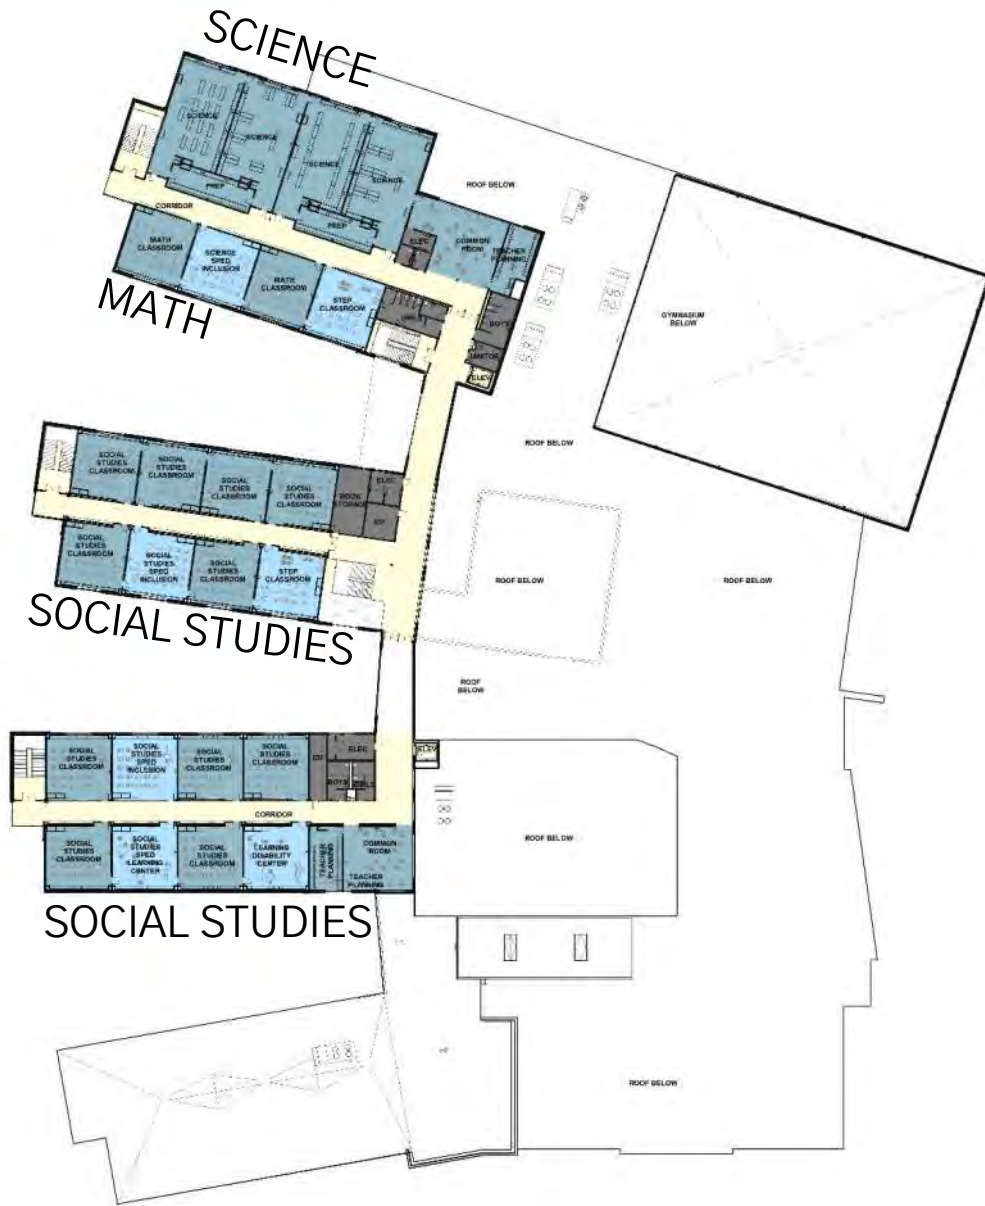 SCIENCE
SCIENCE
SCIENCE
SCIENCE
SCIENCE
PREP
PREP
CORRIDOR
ROOF BELOW
ELEC
COMMON
ROOM
TEACHER
PLANNING
MATH
CLASSROOM
SCIENCE
SPED
INCLUSION
MATH
CLASSROOM
STEP
CLASSROOM
BOYS
JANITOR
ELEV
MATH
GYMNASIUM
BELOW
ROOF BELOW
SOCIAL
STUDIES
CLASSROOM
SOCIAL
STUDIES
CLASSROOM
SOCIAL
STUDIES
CLASSROOM
SOCIAL
STUDIES
CLASSROOM
BOOK
STORAGE
ELEC
SOCIAL
STUDIES
CLASSROOM
SOCIAL
STUDIES
SPED
INCLUSION
SOCIAL
STUDIES
CLASSROOM
STEP
CLASSROOM
ROOF BELOW
ROOF BELOW
SOCIAL STUDIES
ROOF
BELOW
SOCIAL
STUDIES
CLASSROOM
SOCIAL
STUDIES
SPED
INCLUSION
SOCIAL
STUDIES
CLASSROOM
SOCIAL
STUDIES
CLASSROOM
ELEC
BOYS
GIRLS
ELEV
CORRIDOR
SOCIAL
STUDIES
CLASSROOM
SOCIAL
STUDIES
SPED
LEARNING
CENTER
SOCIAL
STUDIES
CLASSROOM
LEARNING
DISABILITY
CENTER
TEACHER
PLANNING
COMMON
ROOM
TEACHER
PLANNING
ROOF BELOW
SOCIAL STUDIES
ROOF BELOW